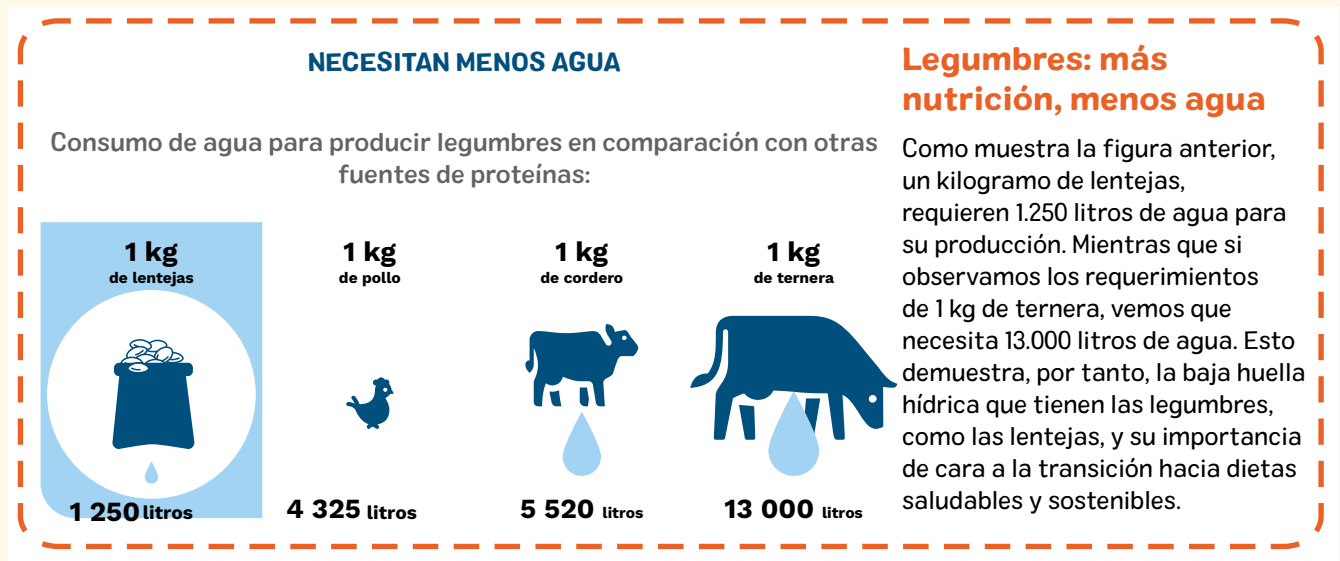 NECESITAN MENOS AGUA
Consumo de agua para producir legumbres en comparación con otras
fuentes de proteínas:
1 kg
de lentejas
1 250 litros
1 kg
de pollo
4 325 litros
1 kg
de cordero
5 520 litros
1 kg
de ternera
13 000 litros
Legumbres: más
nutrición, menos agua
Como muestra la figura anterior,
un kilogramo de lentejas,
requieren 1.250 litros de agua para
su producción. Mientras que si
observamos los requerimientos
de 1 kg de ternera, vemos que
necesita 13.000 litros de agua. Esto
demuestra, por tanto, la baja huella
hídrica que tienen las legumbres,
como las lentejas, y su importancia
de cara a la transición hacia dietas
saludables y sostenibles.